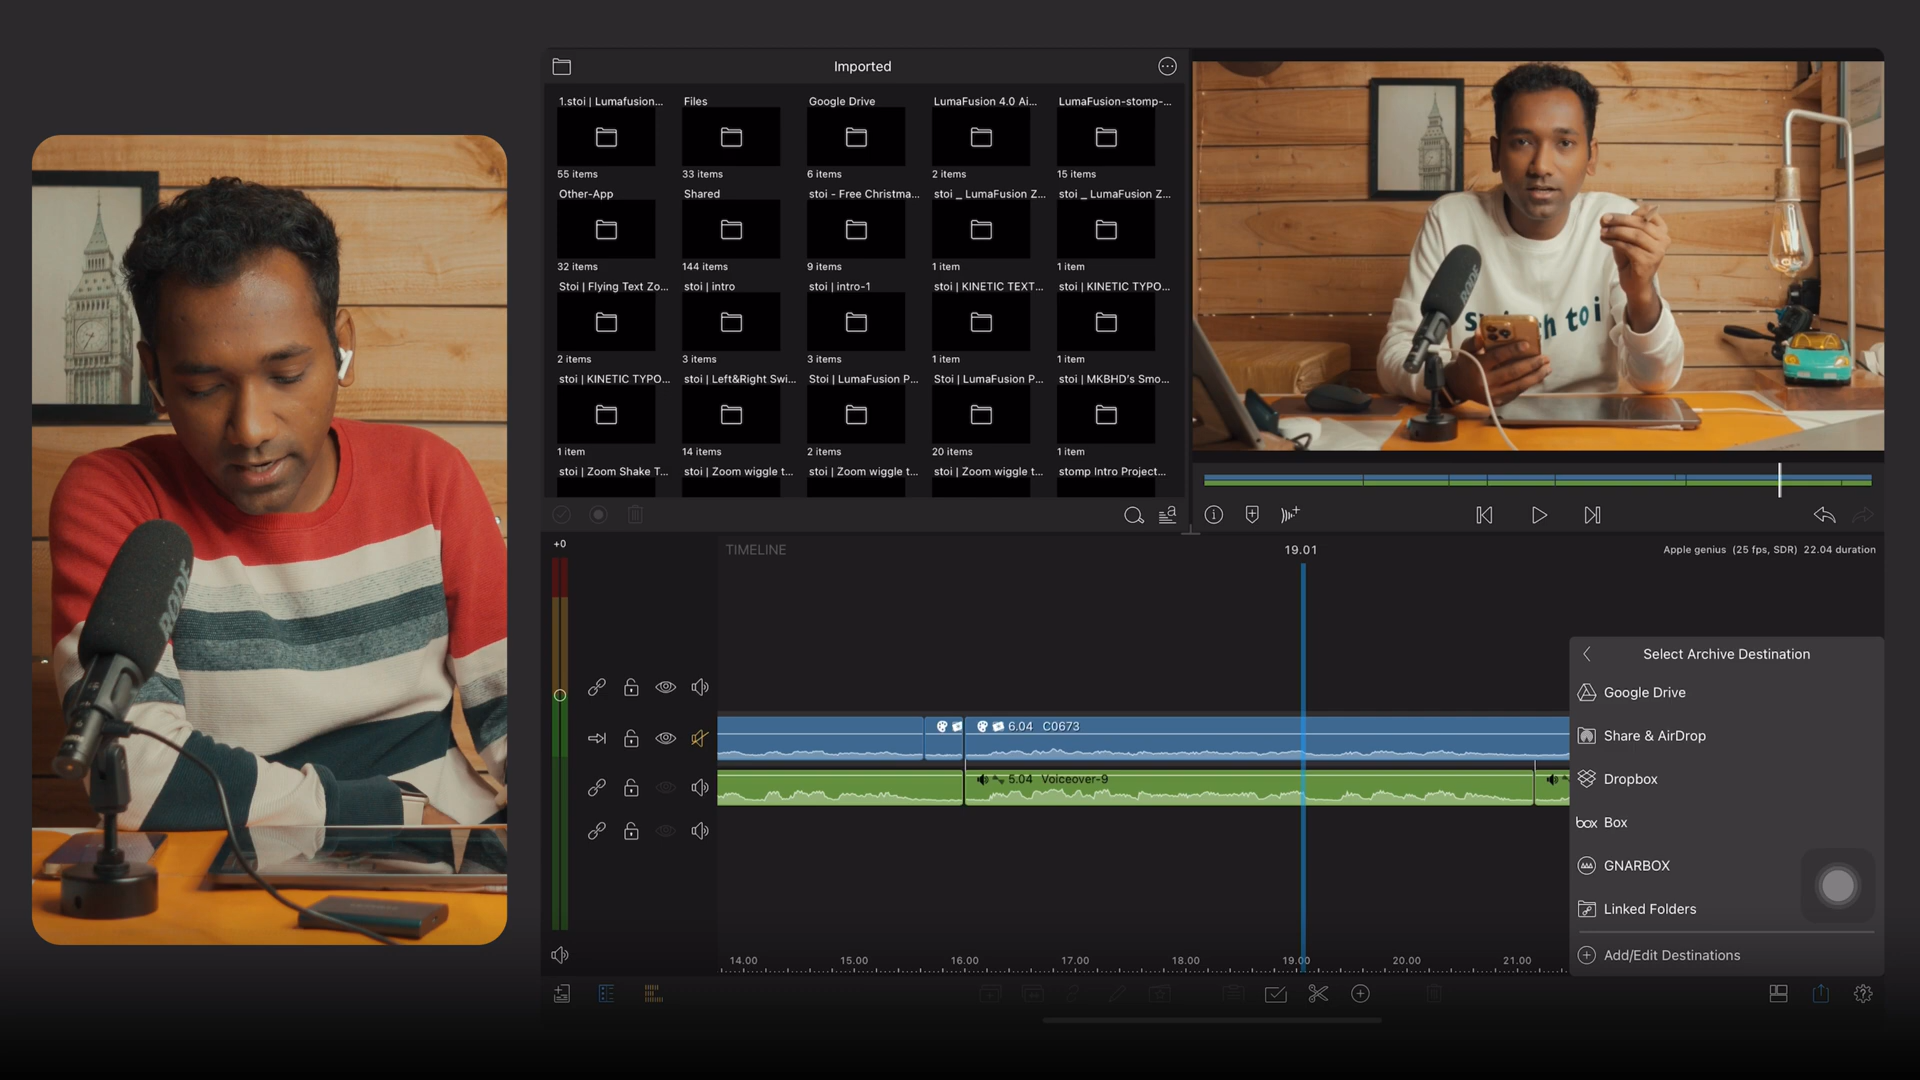 Imported
1.stoi | Lumafusion...
Files
Google Drive
LumaFusion 4.0 Ai...
LumaFusion-stomp-...
55 items
33 items
6 items
2 items
15 items
Other-App
Shared
stoi - Free Christma...
stoi _ LumaFusion Z...
stoi _ LumaFusion Z...
32 items
144 items
9 items
1 item
1 item
Stoi | Flying Text Zo...
stoi | intro
stoi | intro-1
stoi | KINETIC TEXT...
stoi | KINETIC TYPO...
2 items
3 items
3 items
1 item
1 item
stoi | KINETIC TYPO...
stoi | Left&Right Swi...
Stoi | LumaFusion P...
Stoi | LumaFusion P...
stoi | MKBHD's Smo...
1 item
14 items
2 items
20 items
1 item
stoi | Zoom Shake T...
stoi | Zoom wiggle t...
stoi | Zoom wiggle t...
stoi | Zoom wiggle t...
stomp Intro Project...
RØDE
RØDE
toi
+0
TIMELINE
19.01
Apple genius (25 fps, SDR) 22.04 duration
6.04 C0673
5.04 Voiceover-9
14.00
15.00
16.00
17.00
18.00
19.00
20.00
21.00
Select Archive Destination
Google Drive
Share & AirDrop
Dropbox
box Box
GNARBOX
Linked Folders
Add/Edit Destinations